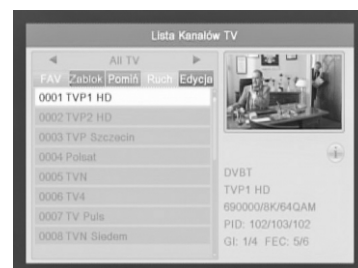 Lista Kanałów TV
All TV
FAV Zablok Pomiń Ruch Edycja
0001 TVP1 HD
0002 TVP2 HD
0003 TVP Szczecin
0004 Polsat
0005 TVN
0006 TV4
0007 TV Puls
0008 TVN Siedem
DVBT
TVP1 HD
690000/8K/64QAM
PID: 102/103/102
GI: 1/4 FEC: 5/6